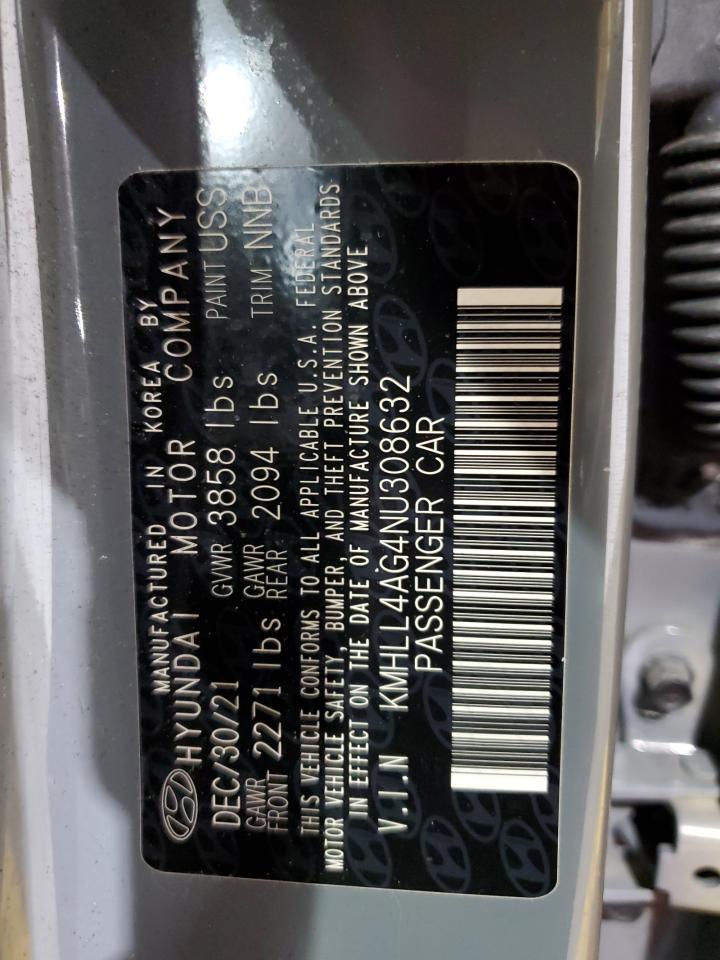 MANUFACTURED IN KOREA BY
HYUNDAI MOTOR COMPANY
DEC/30/21 GVWR 3858 lbs PAINT USS
GAWR FRONT 2271 lbs GAWR REAR 2094 lbs TRIM NNB
THIS VEHICLE CONFORMS TO ALL APPLICABLE U.S.A. FEDERAL
MOTOR VEHICLE SAFETY, BUMPER, AND THEFT PREVENTION STANDARDS
IN EFFECT ON THE DATE OF MANUFACTURE SHOWN ABOVE
V.I.N KMHLL4AG4NU308632
PASSENGER CAR